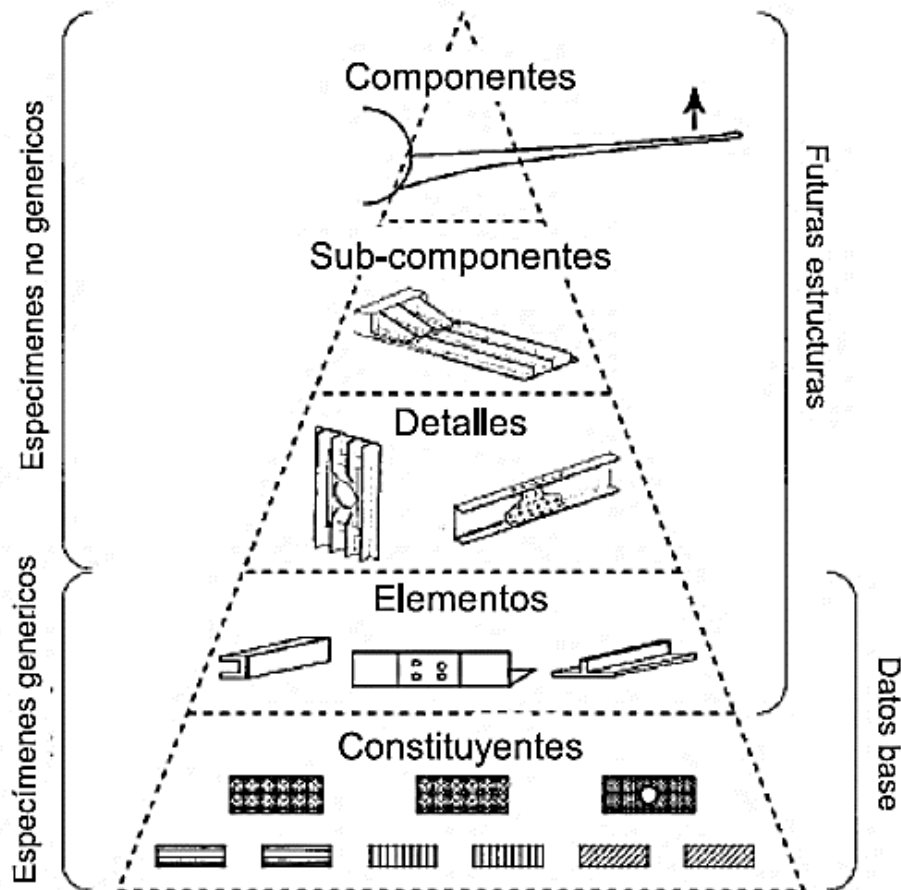 Componentes
Sub-componentes
Detalles
Elementos
Constituyentes
Especímenes no genericos
Especímenes genericos
Futuras estructuras
Datos base